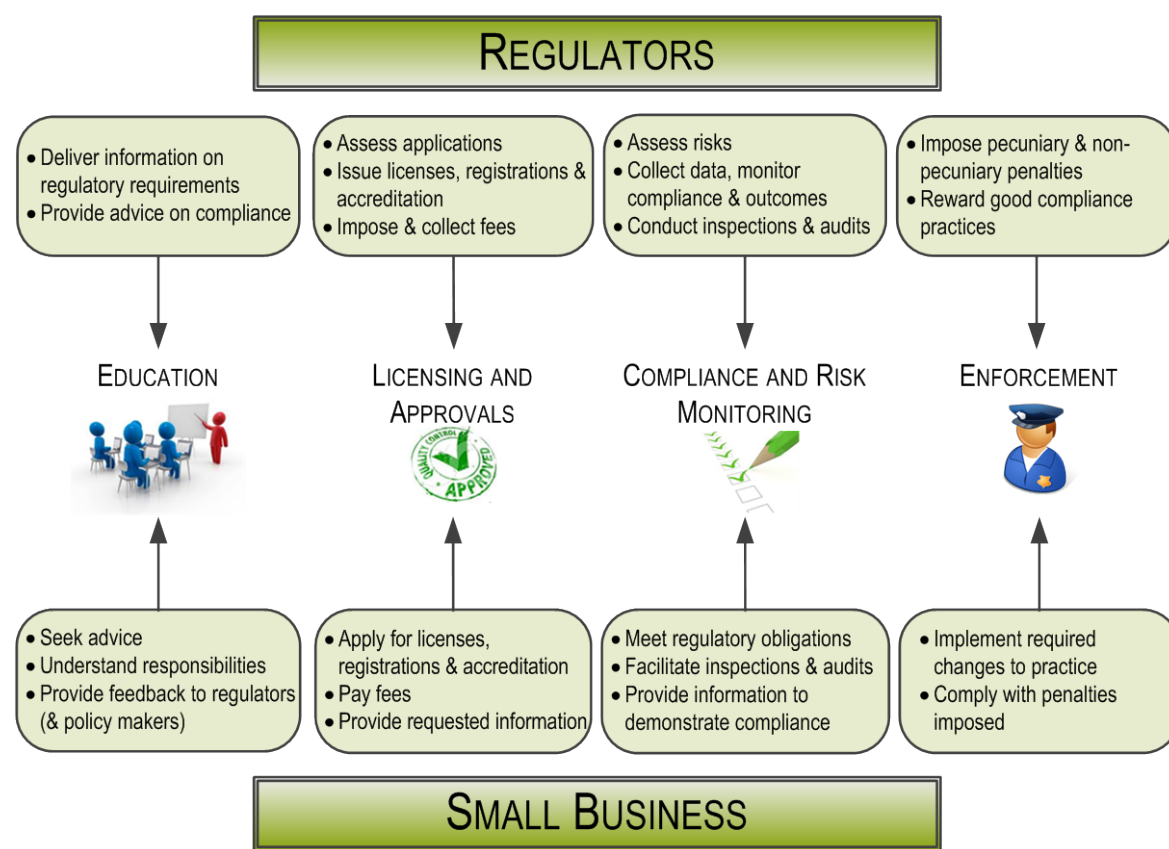 REGULATORS
• Deliver information on
regulatory requirements
• Provide advice on compliance
• Assess applications
• Issue licenses, registrations &
accreditation
• Impose & collect fees
• Assess risks
• Collect data, monitor
compliance & outcomes
• Conduct inspections & audits
• Impose pecuniary & non-
pecuniary penalties
• Reward good compliance
practices
EDUCATION
LICENSING AND
APPROVALS
QUALITY CONTROL
APPROVED
COMPLIANCE AND RISK
MONITORING
ENFORCEMENT
• Seek advice
• Understand responsibilities
• Provide feedback to regulators
(& policy makers)
• Apply for licenses,
registrations & accreditation
• Pay fees
• Provide requested information
• Meet regulatory obligations
• Facilitate inspections & audits
• Provide information to
demonstrate compliance
• Implement required
changes to practice
• Comply with penalties
imposed
SMALL BUSINESS